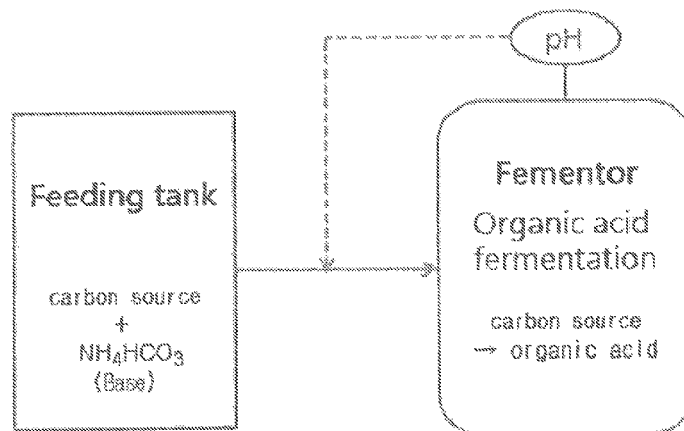 pH
Feeding tank
carbon source
+
NH₄HCO₃
(Base)
Fementor
Organic acid
fermentation
carbon source
→ organic acid